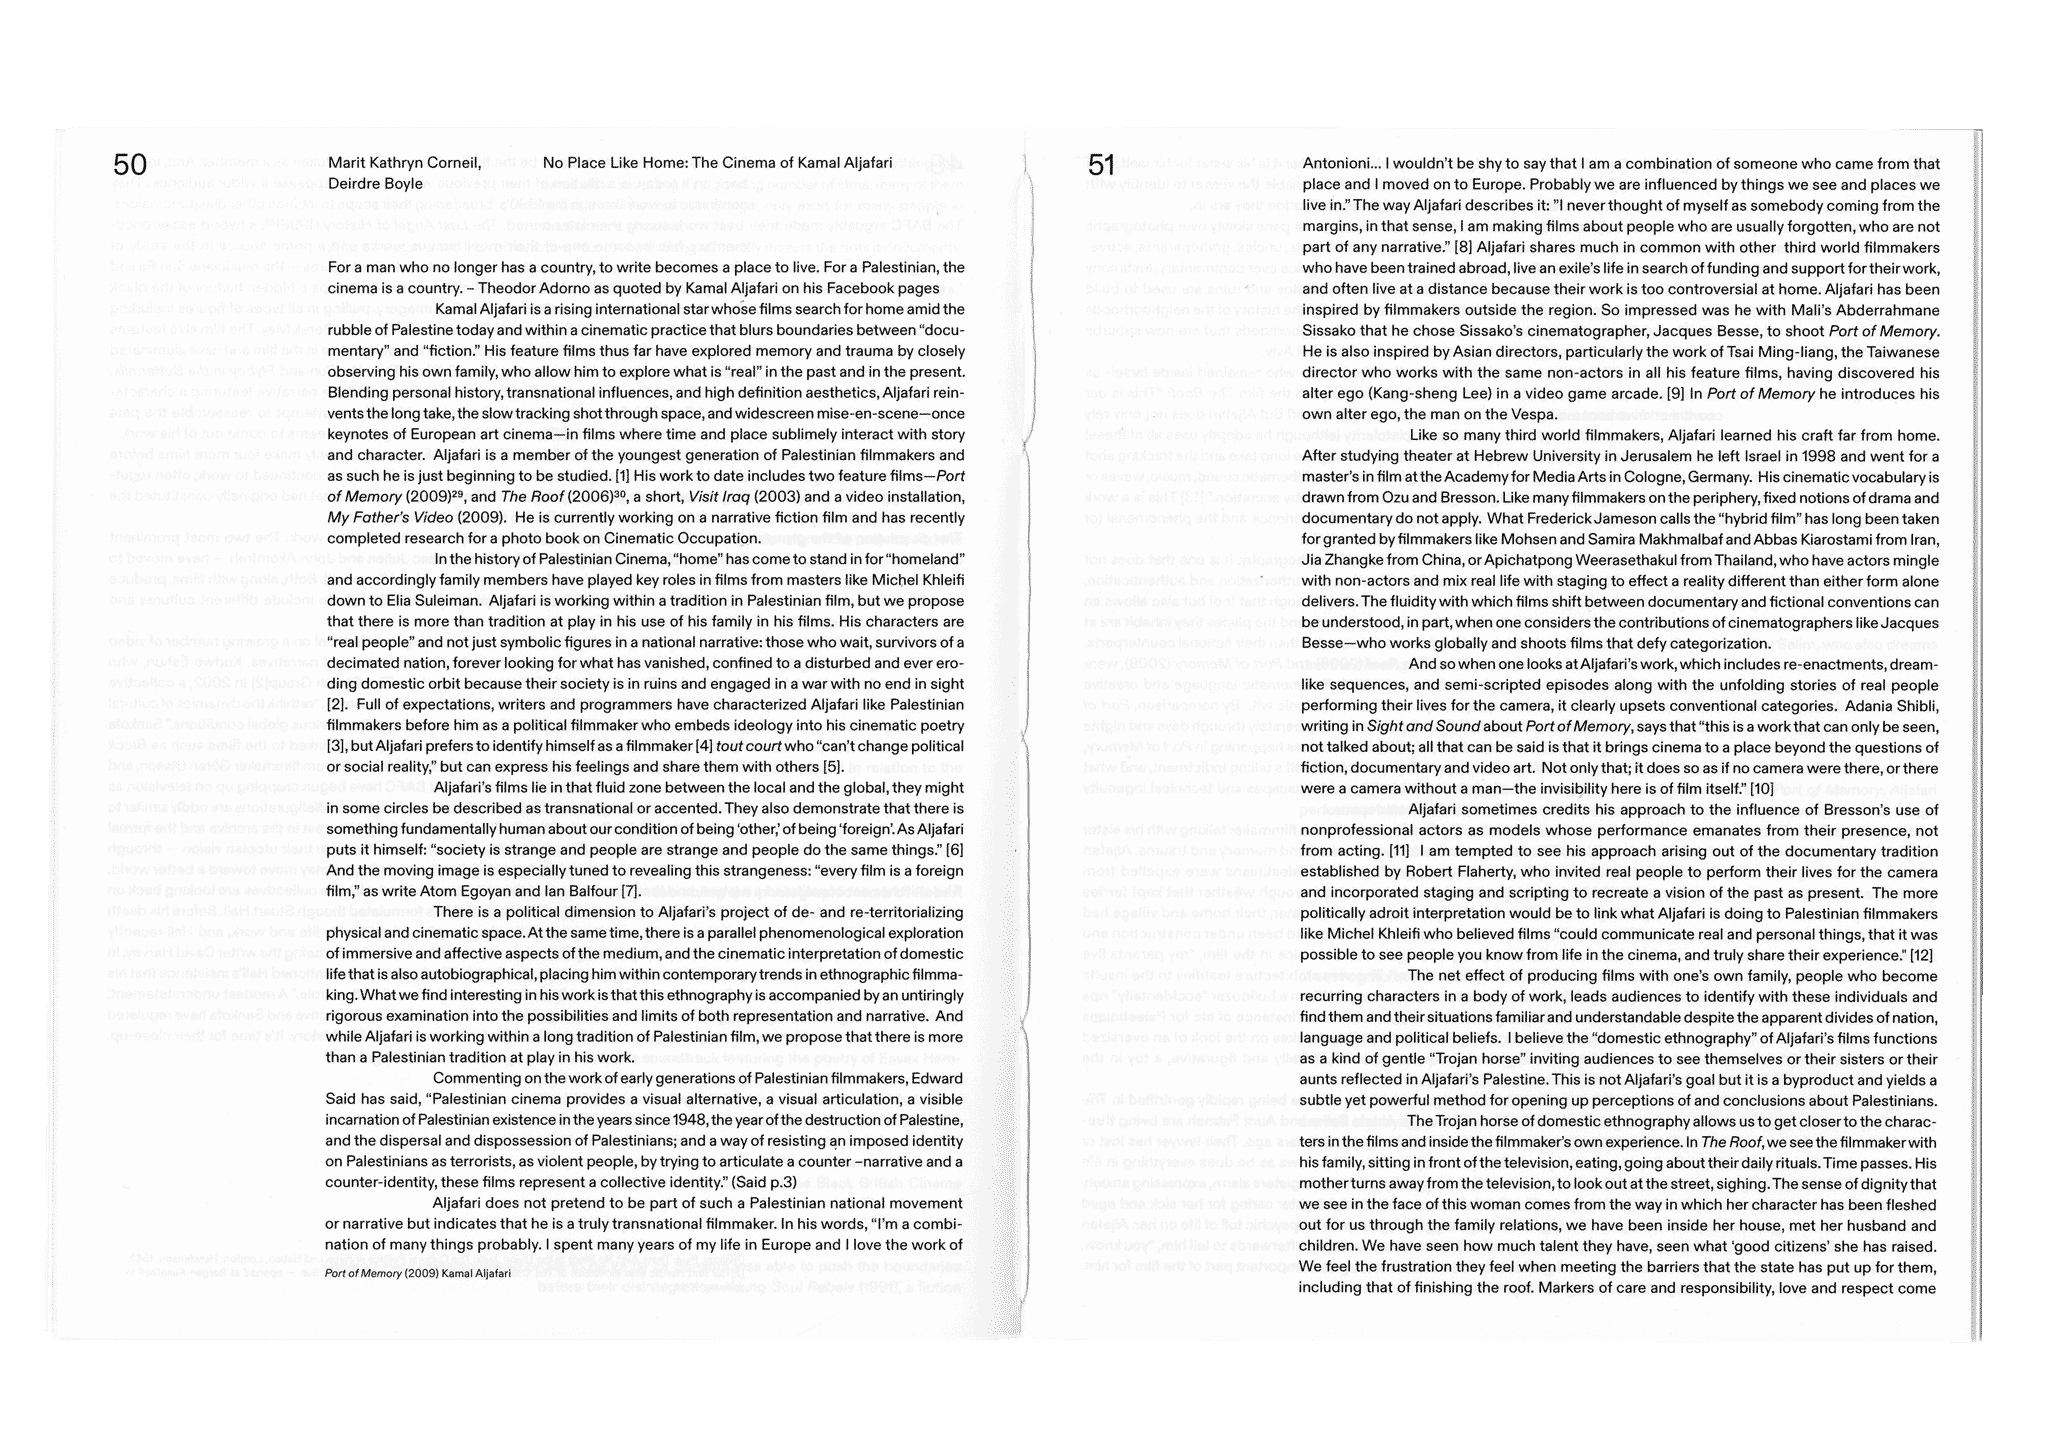 50
Marit Kathryn Corneil, No Place Like Home: The Cinema of Kamal Aljafari
Deirdre Boyle
For a man who no longer has a country, to write becomes a place to live. For a Palestinian, the
cinema is a country. – Theodor Adorno as quoted by Kamal Aljafari on his Facebook pages
Kamal Aljafari is a rising international star whose films search for home amid the
rubble of Palestine today and within a cinematic practice that blurs boundaries between “docu-
mentary” and “fiction.” His feature films thus far have explored memory and trauma by closely
observing his own family, who allow him to explore what is “real” in the past and in the present.
Blending personal history, transnational influences, and high definition aesthetics, Aljafari rein-
vents the long take, the slow tracking shot through space, and widescreen mise-en-scene—once
keynotes of European art cinema—in films where time and place sublimely interact with story
and character. Aljafari is a member of the youngest generation of Palestinian filmmakers and
as such he is just beginning to be studied. [1] His work to date includes two feature films—Port
of Memory (2009)²⁹, and The Roof (2006)³⁰, a short, Visit Iraq (2003) and a video installation,
My Father’s Video (2009). He is currently working on a narrative fiction film and has recently
completed research for a photo book on Cinematic Occupation.
In the history of Palestinian Cinema, “home” has come to stand in for “homeland”
and accordingly family members have played key roles in films from masters like Michel Khleifi
down to Elia Suleiman. Aljafari is working within a tradition in Palestinian film, but we propose
that there is more than tradition at play in his use of his family in his films. His characters are
“real people” and not just symbolic figures in a national narrative: those who wait, survivors of a
decimated nation, forever looking for what has vanished, confined to a disturbed and ever ero-
ding domestic orbit because their society is in ruins and engaged in a war with no end in sight
[2]. Full of expectations, writers and programmers have characterized Aljafari like Palestinian
filmmakers before him as a political filmmaker who embeds ideology into his cinematic poetry
[3], but Aljafari prefers to identify himself as a filmmaker [4] tout court who “can’t change political
or social reality,” but can express his feelings and share them with others [5].
Aljafari’s films lie in that fluid zone between the local and the global, they might
in some circles be described as transnational or accented. They also demonstrate that there is
something fundamentally human about our condition of being ‘other,’ of being ‘foreign’. As Aljafari
puts it himself: “society is strange and people are strange and people do the same things.” [6]
And the moving image is especially tuned to revealing this strangeness: “every film is a foreign
film,” as write Atom Egoyan and Ian Balfour [7].
There is a political dimension to Aljafari’s project of de- and re-territorializing
physical and cinematic space. At the same time, there is a parallel phenomenological exploration
of immersive and affective aspects of the medium, and the cinematic interpretation of domestic
life that is also autobiographical, placing him within contemporary trends in ethnographic filmma-
king. What we find interesting in his work is that this ethnography is accompanied by an untiringly
rigorous examination into the possibilities and limits of both representation and narrative. And
while Aljafari is working within a long tradition of Palestinian film, we propose that there is more
than a Palestinian tradition at play in his work.
Commenting on the work of early generations of Palestinian filmmakers, Edward
Said has said, “Palestinian cinema provides a visual alternative, a visual articulation, a visible
incarnation of Palestinian existence in the years since 1948, the year of the destruction of Palestine,
and the dispersal and dispossession of Palestinians; and a way of resisting an imposed identity
on Palestinians as terrorists, as violent people, by trying to articulate a counter –narrative and a
counter-identity, these films represent a collective identity.” (Said p.3)
Aljafari does not pretend to be part of such a Palestinian national movement
or narrative but indicates that he is a truly transnational filmmaker. In his words, “I’m a combi-
nation of many things probably. I spent many years of my life in Europe and I love the work of
Port of Memory (2009) Kamal Aljafari
51
Antonioni... I wouldn’t be shy to say that I am a combination of someone who came from that
place and I moved on to Europe. Probably we are influenced by things we see and places we
live in.” The way Aljafari describes it: ”I never thought of myself as somebody coming from the
margins, in that sense, I am making films about people who are usually forgotten, who are not
part of any narrative.” [8] Aljafari shares much in common with other third world filmmakers
who have been trained abroad, live an exile’s life in search of funding and support for their work,
and often live at a distance because their work is too controversial at home. Aljafari has been
inspired by filmmakers outside the region. So impressed was he with Mali’s Abderrahmane
Sissako that he chose Sissako’s cinematographer, Jacques Besse, to shoot Port of Memory.
He is also inspired by Asian directors, particularly the work of Tsai Ming-liang, the Taiwanese
director who works with the same non-actors in all his feature films, having discovered his
alter ego (Kang-sheng Lee) in a video game arcade. [9] In Port of Memory he introduces his
own alter ego, the man on the Vespa.
Like so many third world filmmakers, Aljafari learned his craft far from home.
After studying theater at Hebrew University in Jerusalem he left Israel in 1998 and went for a
master’s in film at the Academy for Media Arts in Cologne, Germany. His cinematic vocabulary is
drawn from Ozu and Bresson. Like many filmmakers on the periphery, fixed notions of drama and
documentary do not apply. What Frederick Jameson calls the “hybrid film” has long been taken
for granted by filmmakers like Mohsen and Samira Makhmalbaf and Abbas Kiarostami from Iran,
Jia Zhangke from China, or Apichatpong Weerasethakul from Thailand, who have actors mingle
with non-actors and mix real life with staging to effect a reality different than either form alone
delivers. The fluidity with which films shift between documentary and fictional conventions can
be understood, in part, when one considers the contributions of cinematographers like Jacques
Besse—who works globally and shoots films that defy categorization.
And so when one looks at Aljafari’s work, which includes re-enactments, dream-
like sequences, and semi-scripted episodes along with the unfolding stories of real people
performing their lives for the camera, it clearly upsets conventional categories. Adania Shibli,
writing in Sight and Sound about Port of Memory, says that “this is a work that can only be seen,
not talked about; all that can be said is that it brings cinema to a place beyond the questions of
fiction, documentary and video art. Not only that; it does so as if no camera were there, or there
were a camera without a man—the invisibility here is of film itself.” [10]
Aljafari sometimes credits his approach to the influence of Bresson’s use of
nonprofessional actors as models whose performance emanates from their presence, not
from acting. [11] I am tempted to see his approach arising out of the documentary tradition
established by Robert Flaherty, who invited real people to perform their lives for the camera
and incorporated staging and scripting to recreate a vision of the past as present. The more
politically adroit interpretation would be to link what Aljafari is doing to Palestinian filmmakers
like Michel Khleifi who believed films “could communicate real and personal things, that it was
possible to see people you know from life in the cinema, and truly share their experience.” [12]
The net effect of producing films with one’s own family, people who become
recurring characters in a body of work, leads audiences to identify with these individuals and
find them and their situations familiar and understandable despite the apparent divides of nation,
language and political beliefs. I believe the “domestic ethnography” of Aljafari’s films functions
as a kind of gentle “Trojan horse” inviting audiences to see themselves or their sisters or their
aunts reflected in Aljafari’s Palestine. This is not Aljafari’s goal but it is a byproduct and yields a
subtle yet powerful method for opening up perceptions of and conclusions about Palestinians.
The Trojan horse of domestic ethnography allows us to get closer to the charac-
ters in the films and inside the filmmaker’s own experience. In The Roof, we see the filmmaker with
his family, sitting in front of the television, eating, going about their daily rituals. Time passes. His
mother turns away from the television, to look out at the street, sighing. The sense of dignity that
we see in the face of this woman comes from the way in which her character has been fleshed
out for us through the family relations, we have been inside her house, met her husband and
children. We have seen how much talent they have, seen what ‘good citizens’ she has raised.
We feel the frustration they feel when meeting the barriers that the state has put up for them,
including that of finishing the roof. Markers of care and responsibility, love and respect come